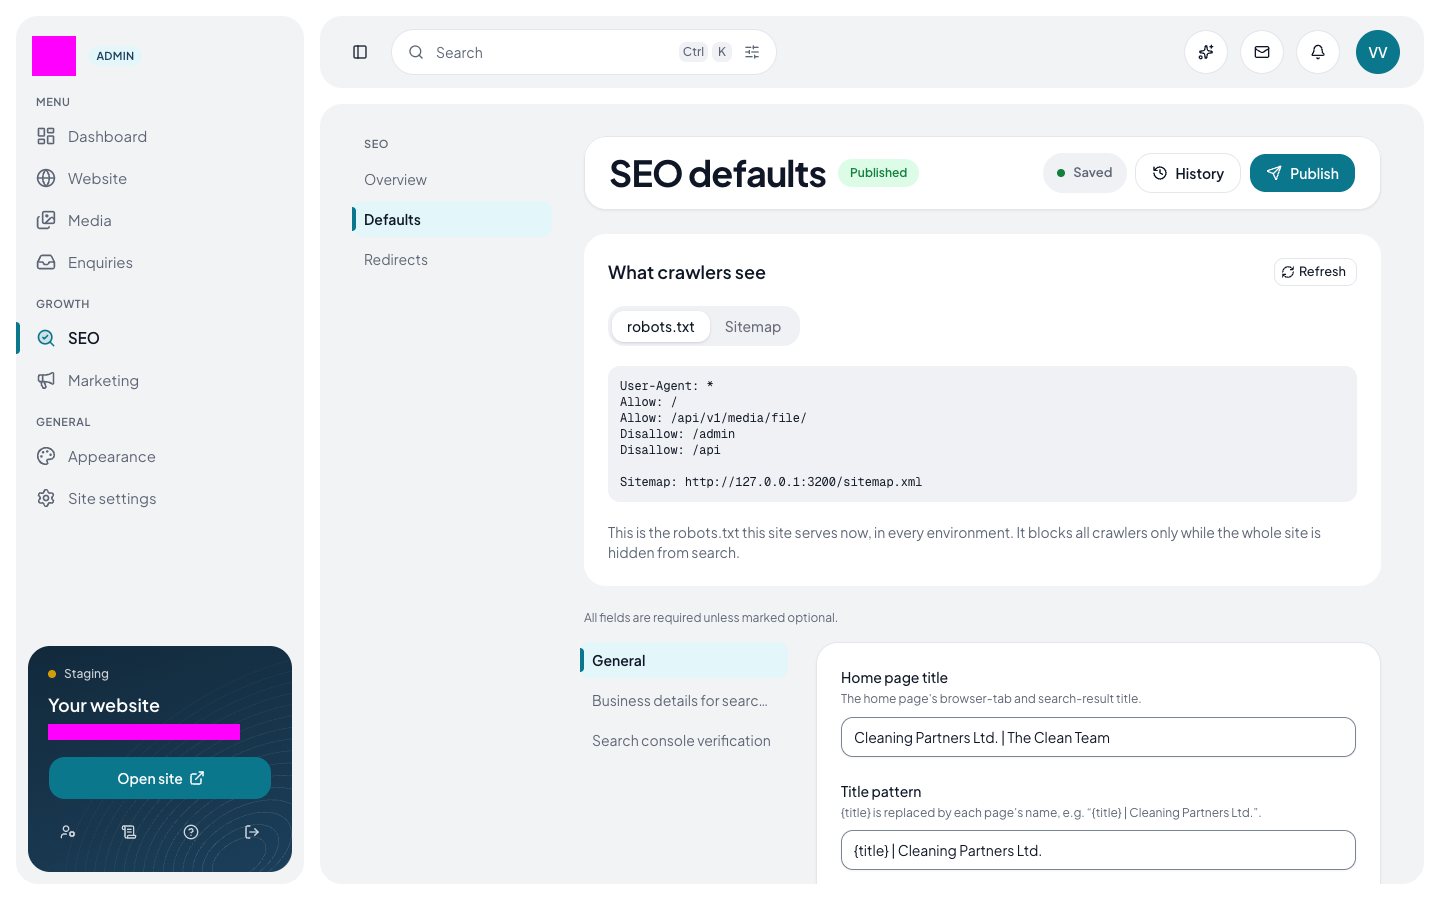 ADMIN
MENU
Dashboard
Website
Media
Enquiries
GROWTH
SEO
Marketing
GENERAL
Appearance
Site settings
Staging
Your website
Open site
Search
Ctrl K
VV
SEO
Overview
Defaults
Redirects
SEO defaults
Published
Saved
History
Publish
What crawlers see
Refresh
robots.txt
Sitemap
User-Agent: *
Allow: /
Allow: /api/v1/media/file/
Disallow: /admin
Disallow: /api
Sitemap: http://127.0.0.1:3200/sitemap.xml
This is the robots.txt this site serves now, in every environment. It blocks all crawlers only while the whole site is
hidden from search.
All fields are required unless marked optional.
General
Business details for searc...
Search console verification
Home page title
The home page's browser-tab and search-result title.
Cleaning Partners Ltd. | The Clean Team
Title pattern
{title} is replaced by each page's name, e.g. “{title} | Cleaning Partners Ltd.”.
{title} | Cleaning Partners Ltd.